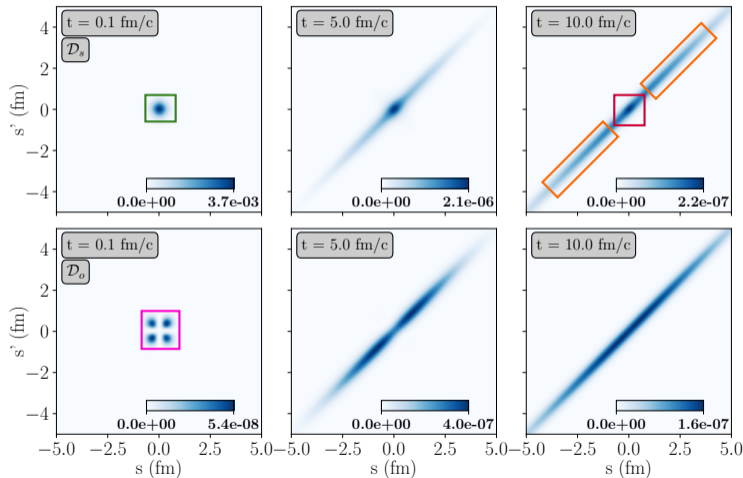 t = 0.1 fm/c
t = 5.0 fm/c
t = 10.0 fm/c
𝒟ₛ
4
2
0
−2
−4
s' (fm)
0.0e+00 3.7e-03
0.0e+00 2.1e-06
0.0e+00 2.2e-07
t = 0.1 fm/c
t = 5.0 fm/c
t = 10.0 fm/c
𝒟ₒ
4
2
0
−2
−4
s' (fm)
0.0e+00 5.4e-08
0.0e+00 4.0e-07
0.0e+00 1.6e-07
−5.0 −2.5 0.0 2.5 5.0 −5.0 −2.5 0.0 2.5 5.0 −5.0 −2.5 0.0 2.5 5.0
s (fm) s (fm) s (fm)